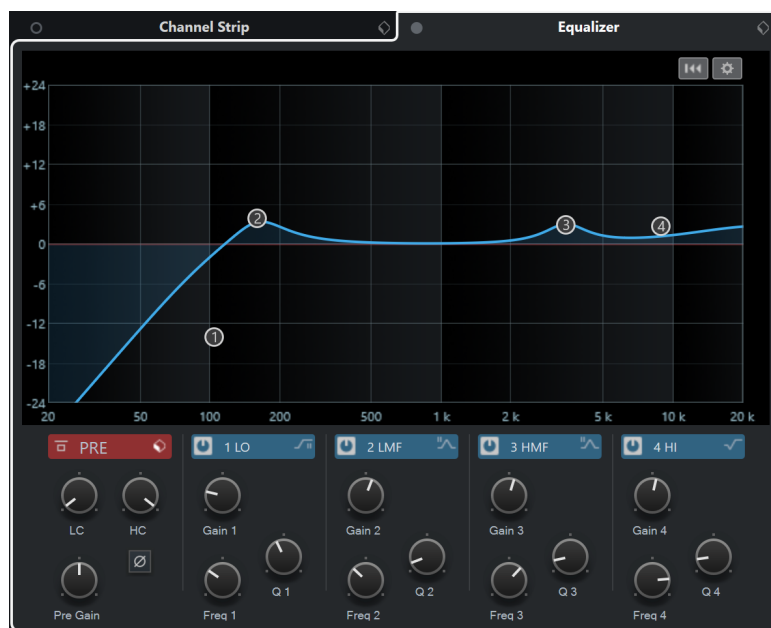 Channel Strip
Equalizer
+24
+18
+12
+6
0
-6
-12
-18
-24
1
2
3
4
20 50 100 200 500 1 k 2 k 5 k 10 k 20 k
PRE 1 LO 2 LMF 3 HMF 4 HI
LC HC Gain 1 Gain 2 Gain 3 Gain 4
Q 1 Q 2 Q 3 Q 4
Pre Gain Freq 1 Freq 2 Freq 3 Freq 4